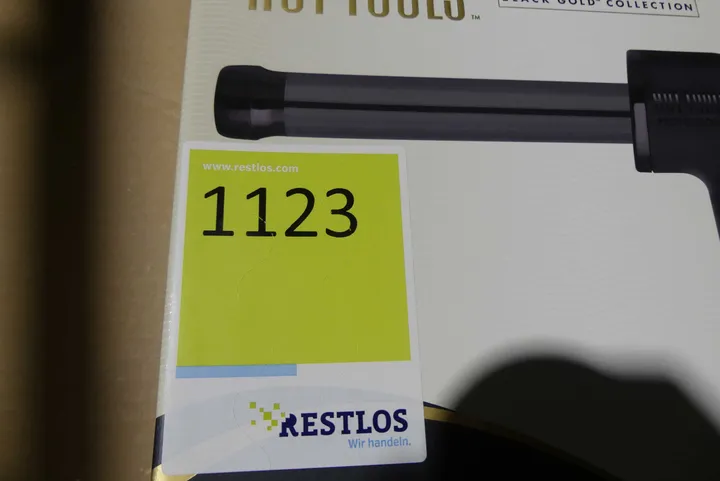 HOT TOOLS™
BLACK GOLD® COLLECTION
www.restlos.com
1123
RESTLOS
Wir handeln.